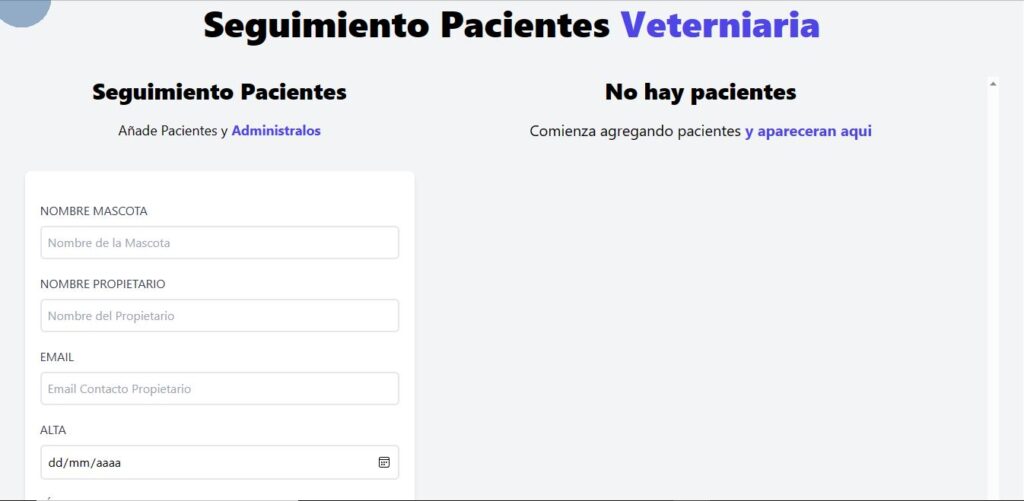 Seguimiento Pacientes Veterniaria
Seguimiento Pacientes
Añade Pacientes y Administralos
NOMBRE MASCOTA
Nombre de la Mascota
NOMBRE PROPIETARIO
Nombre del Propietario
EMAIL
Email Contacto Propietario
ALTA
dd/mm/aaaa
No hay pacientes
Comienza agregando pacientes y apareceran aqui